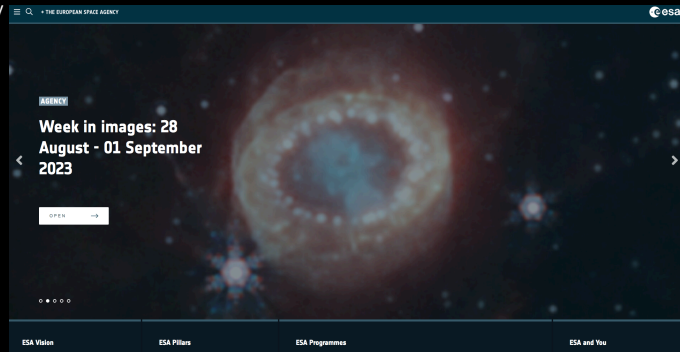 + THE EUROPEAN SPACE AGENCY
esa
AGENCY
Week in images: 28
August - 01 September
2023
OPEN
ESA Vision
ESA Pillars
ESA Programmes
ESA and You